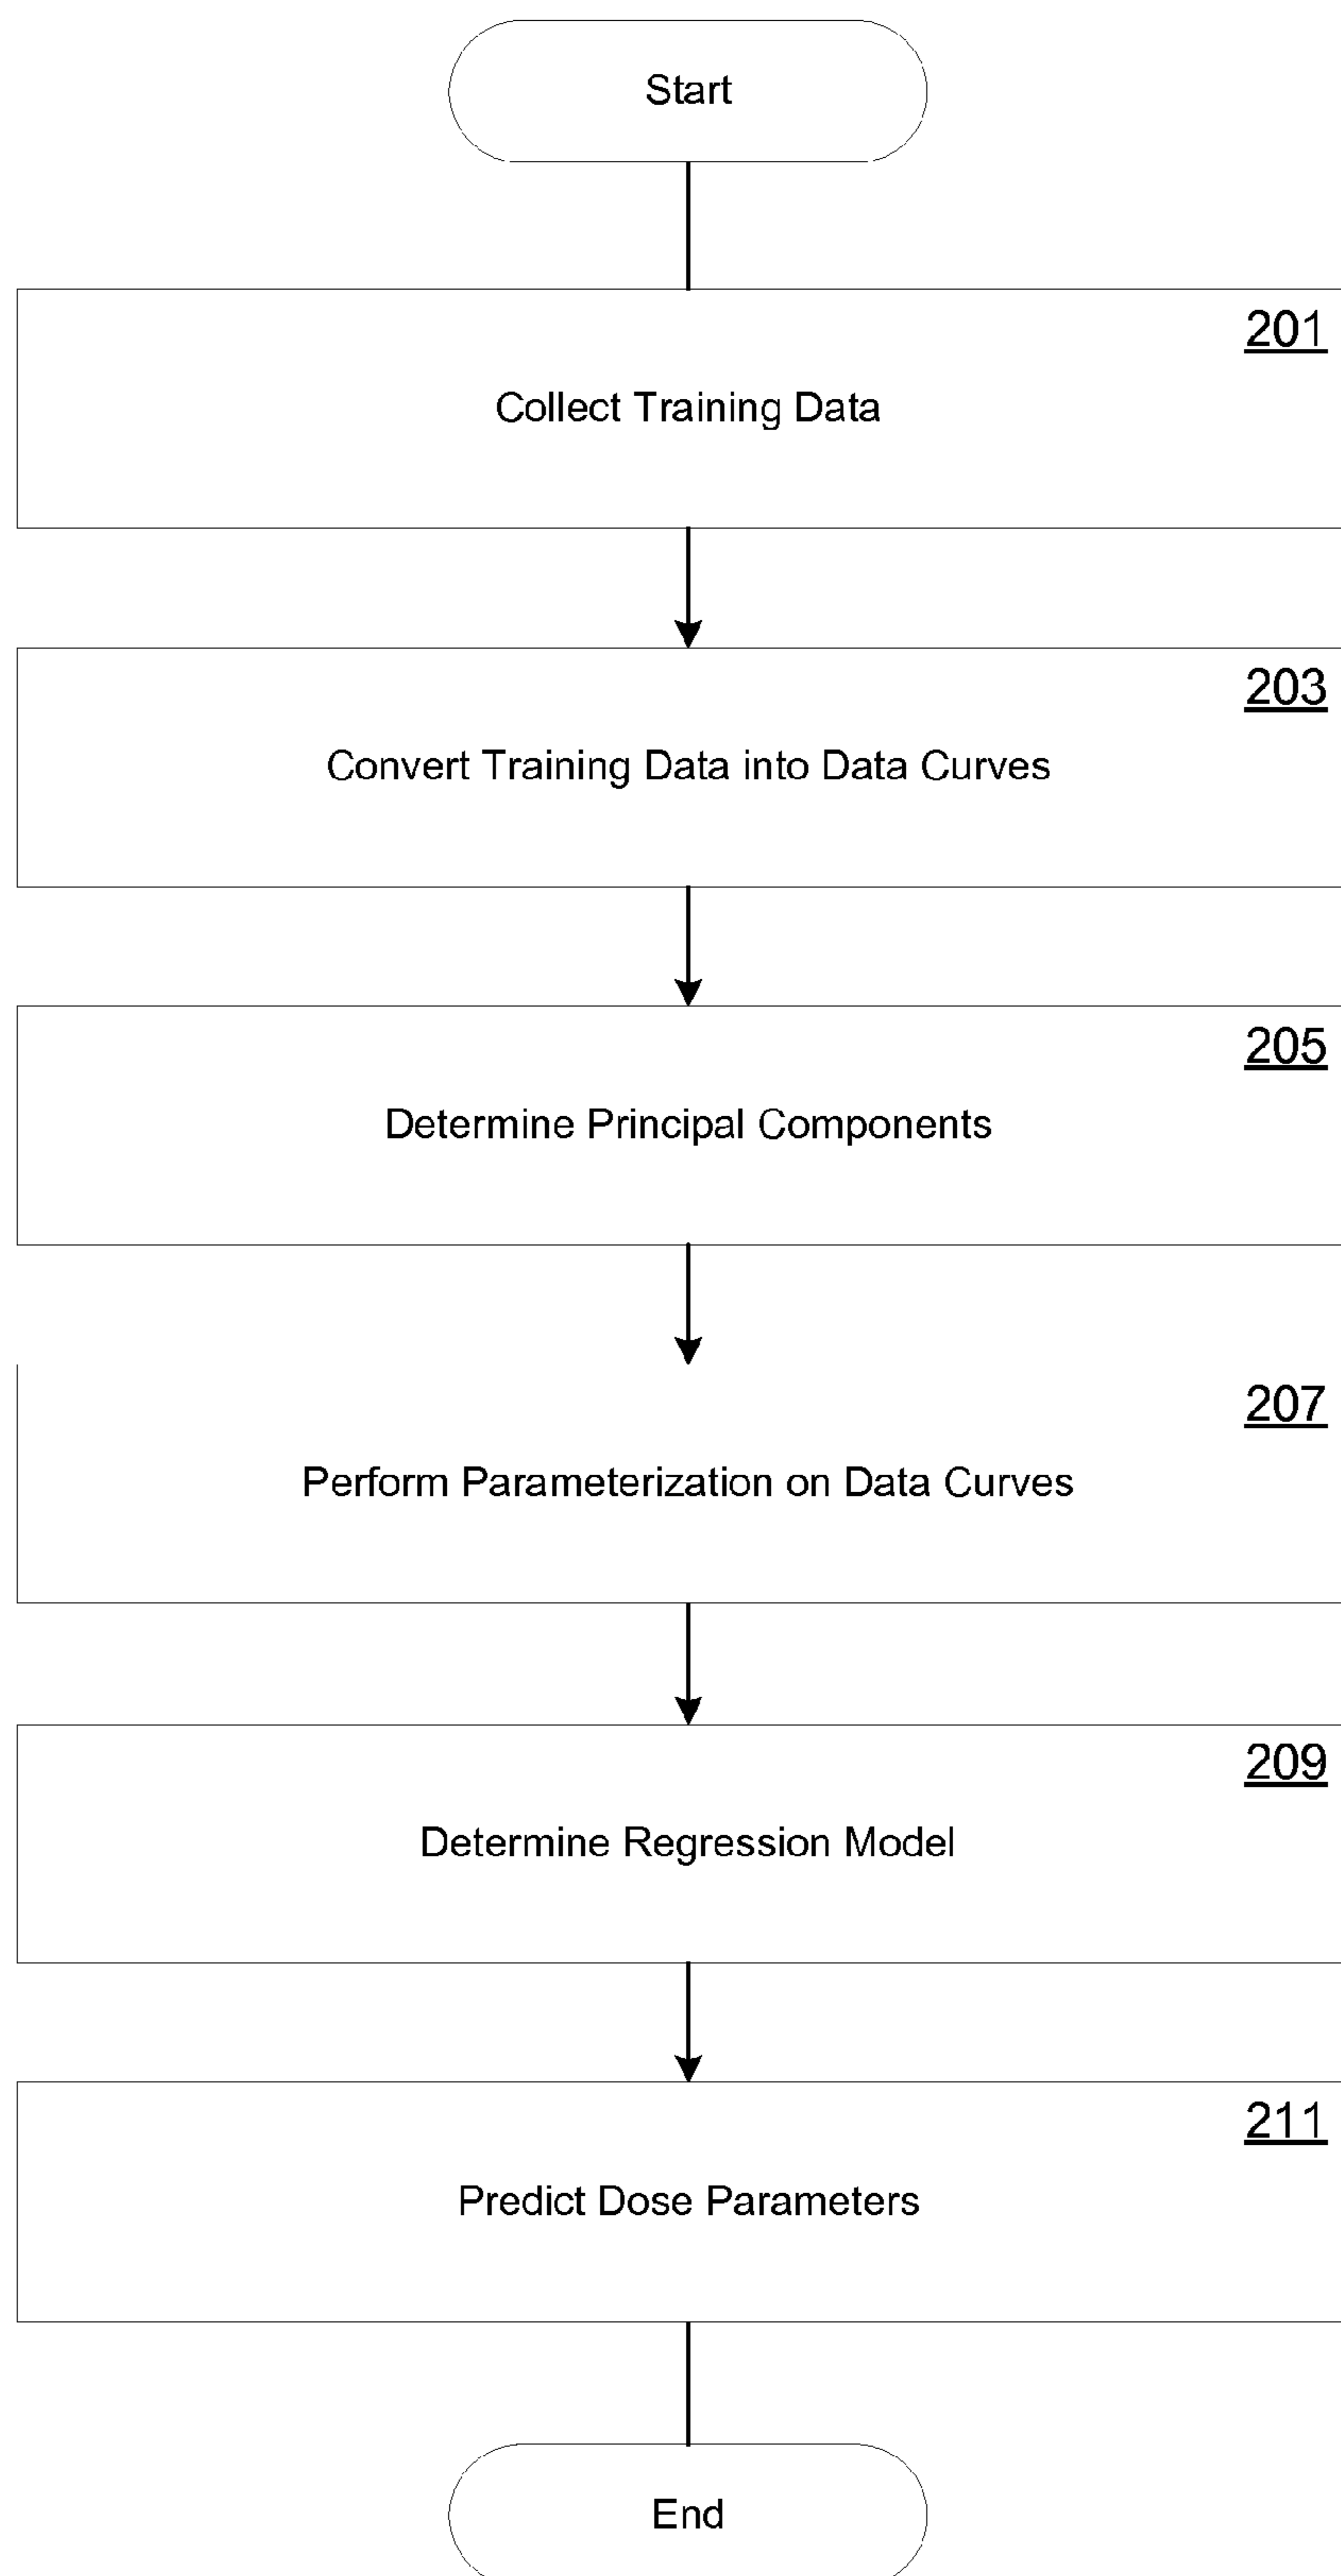 Start
201
Collect Training Data
203
Convert Training Data into Data Curves
205
Determine Principal Components
207
Perform Parameterization on Data Curves
209
Determine Regression Model
211
Predict Dose Parameters
End